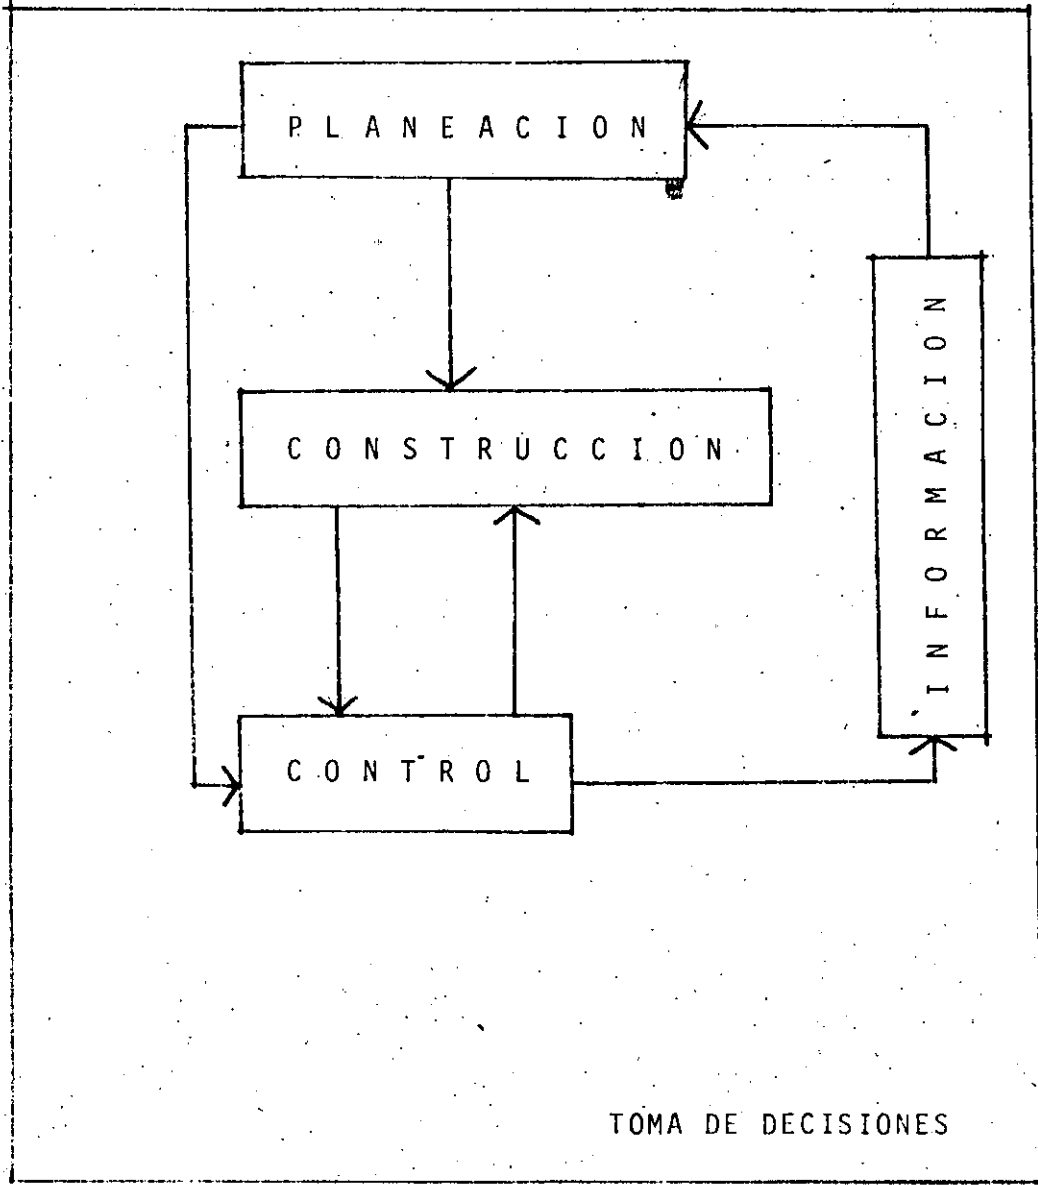 PLANEACION
CONSTRUCCION
INFORMACION
CONTROL
TOMA DE DECISIONES